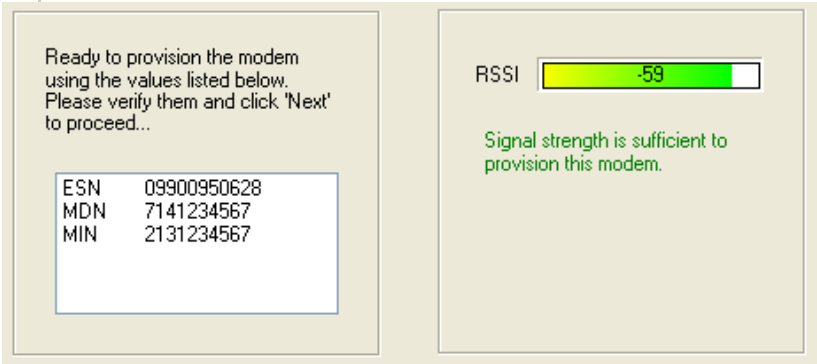 Ready to provision the modem
using the values listed below.
Please verify them and click 'Next'
to proceed...
ESN 09900950628
MDN 7141234567
MIN 2131234567
RSSI -59
Signal strength is sufficient to
provision this modem.